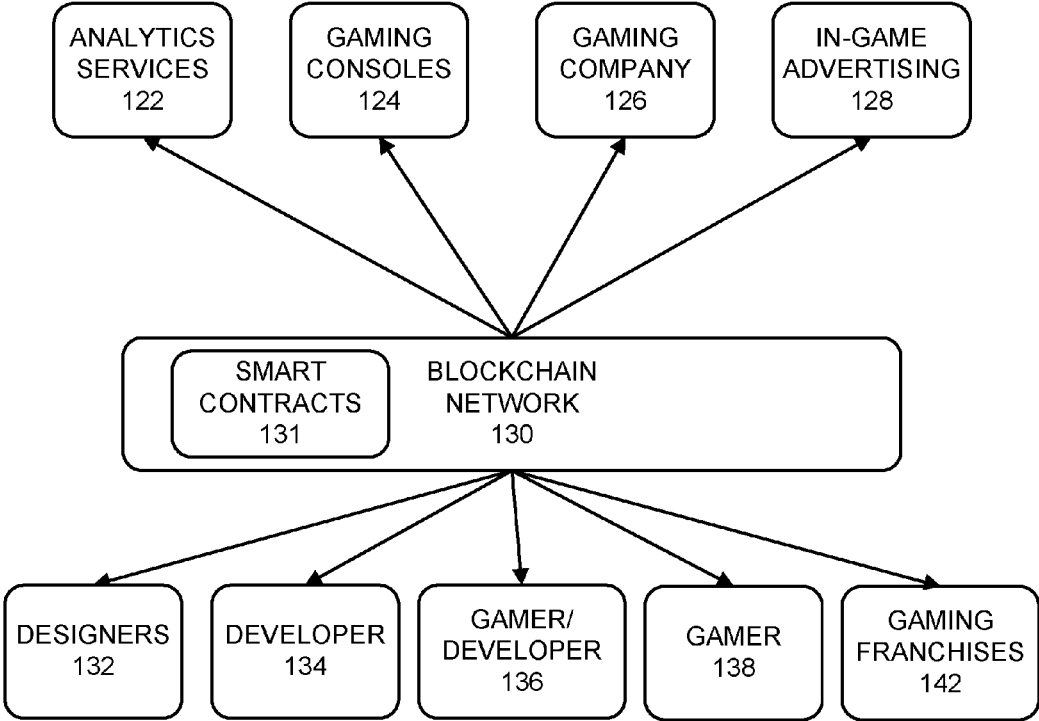 ANALYTICS
SERVICES
122
GAMING
CONSOLES
124
GAMING
COMPANY
126
IN-GAME
ADVERTISING
128
SMART
CONTRACTS
131
BLOCKCHAIN
NETWORK
130
DESIGNERS
132
DEVELOPER
134
GAMER/
DEVELOPER
136
GAMER
138
GAMING
FRANCHISES
142